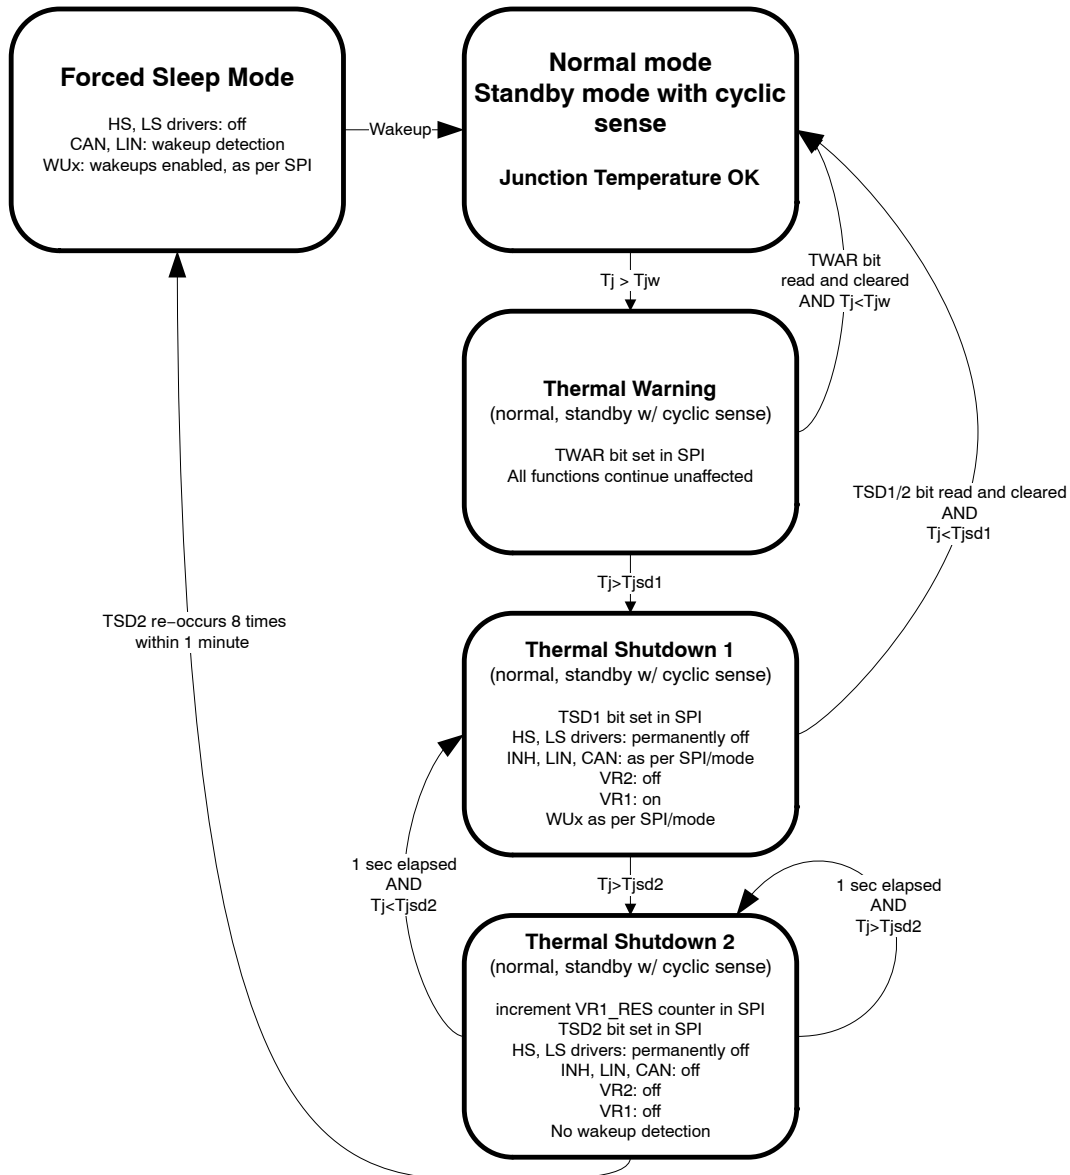 Forced Sleep Mode
HS, LS drivers: off
CAN, LIN: wakeup detection
WUx: wakeups enabled, as per SPI
Wakeup
Normal mode
Standby mode with cyclic
sense
Junction Temperature OK
Tj > Tjw
TWAR bit
read and cleared
AND Tj<Tjw
Thermal Warning
(normal, standby w/ cyclic sense)
TWAR bit set in SPI
All functions continue unaffected
TSD1/2 bit read and cleared
AND
Tj<Tjsd1
Tj>Tjsd1
TSD2 re−occurs 8 times
within 1 minute
Thermal Shutdown 1
(normal, standby w/ cyclic sense)
TSD1 bit set in SPI
HS, LS drivers: permanently off
INH, LIN, CAN: as per SPI/mode
VR2: off
VR1: on
WUx as per SPI/mode
1 sec elapsed
AND
Tj<Tjsd2
Tj>Tjsd2
1 sec elapsed
AND
Tj>Tjsd2
Thermal Shutdown 2
(normal, standby w/ cyclic sense)
increment VR1_RES counter in SPI
TSD2 bit set in SPI
HS, LS drivers: permanently off
INH, LIN, CAN: off
VR2: off
VR1: off
No wakeup detection